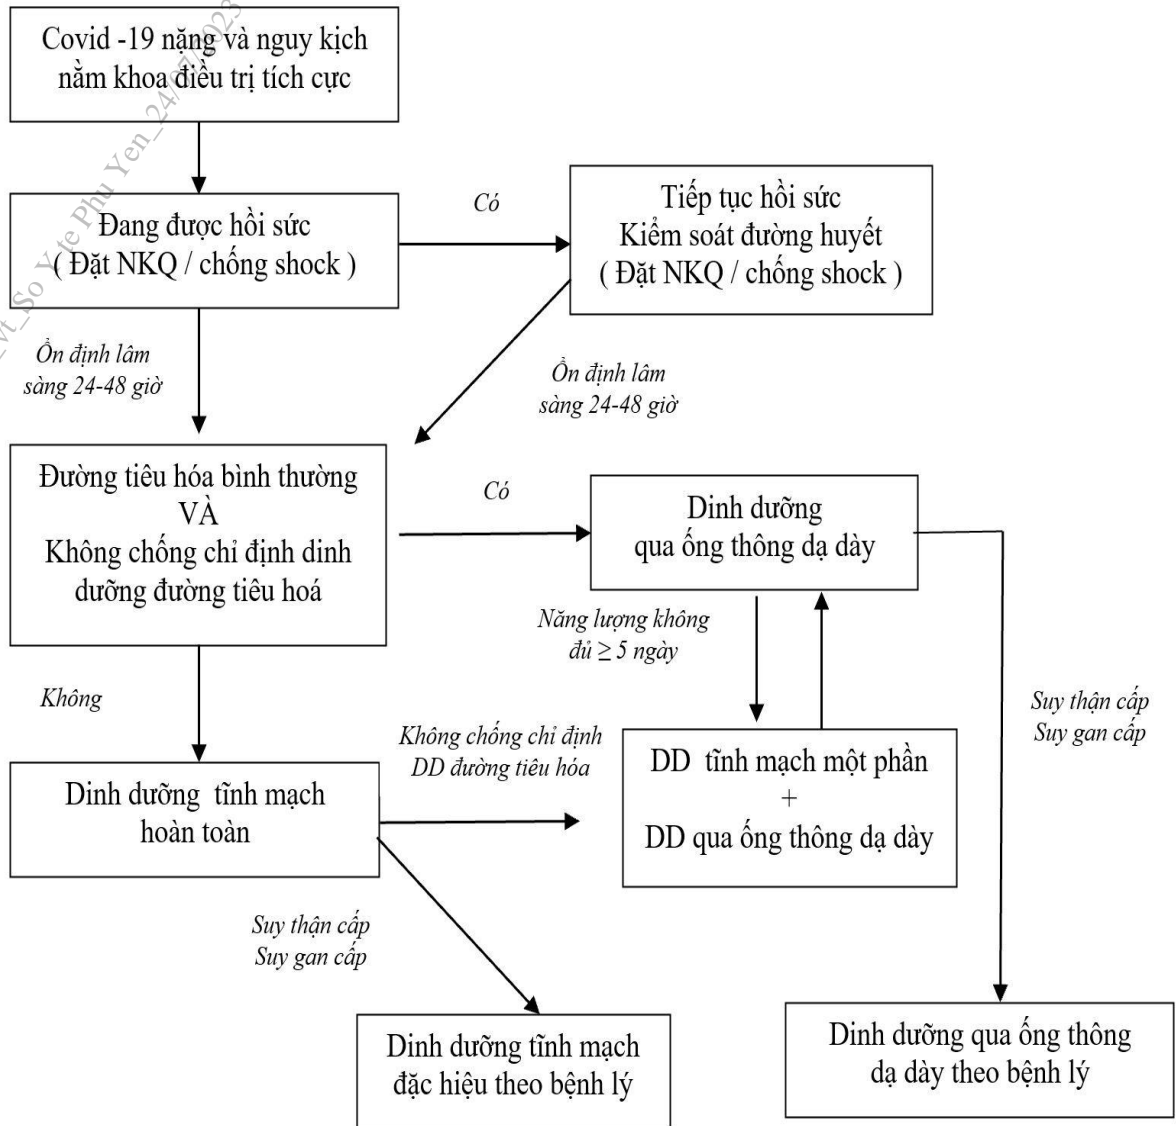 Covid -19 nặng và nguy kịch
nằm khoa điều trị tích cực
_vt_So Y te Phu Yen_24/07/2023
Đang được hồi sức
( Đặt NKQ / chống shock )
Có
Tiếp tục hồi sức
Kiểm soát đường huyết
( Đặt NKQ / chống shock )
Ổn định lâm
sàng 24-48 giờ
Ổn định lâm
sàng 24-48 giờ
Đường tiêu hóa bình thường
VÀ
Không chống chỉ định dinh
dưỡng đường tiêu hoá
Có
Dinh dưỡng
qua ống thông dạ dày
Năng lượng không
đủ ≥ 5 ngày
Không
Suy thận cấp
Suy gan cấp
Không chống chỉ định
DD đường tiêu hóa
Dinh dưỡng tĩnh mạch
hoàn toàn
DD tĩnh mạch một phần
+
DD qua ống thông dạ dày
Suy thận cấp
Suy gan cấp
Dinh dưỡng tĩnh mạch
đặc hiệu theo bệnh lý
Dinh dưỡng qua ống thông
dạ dày theo bệnh lý